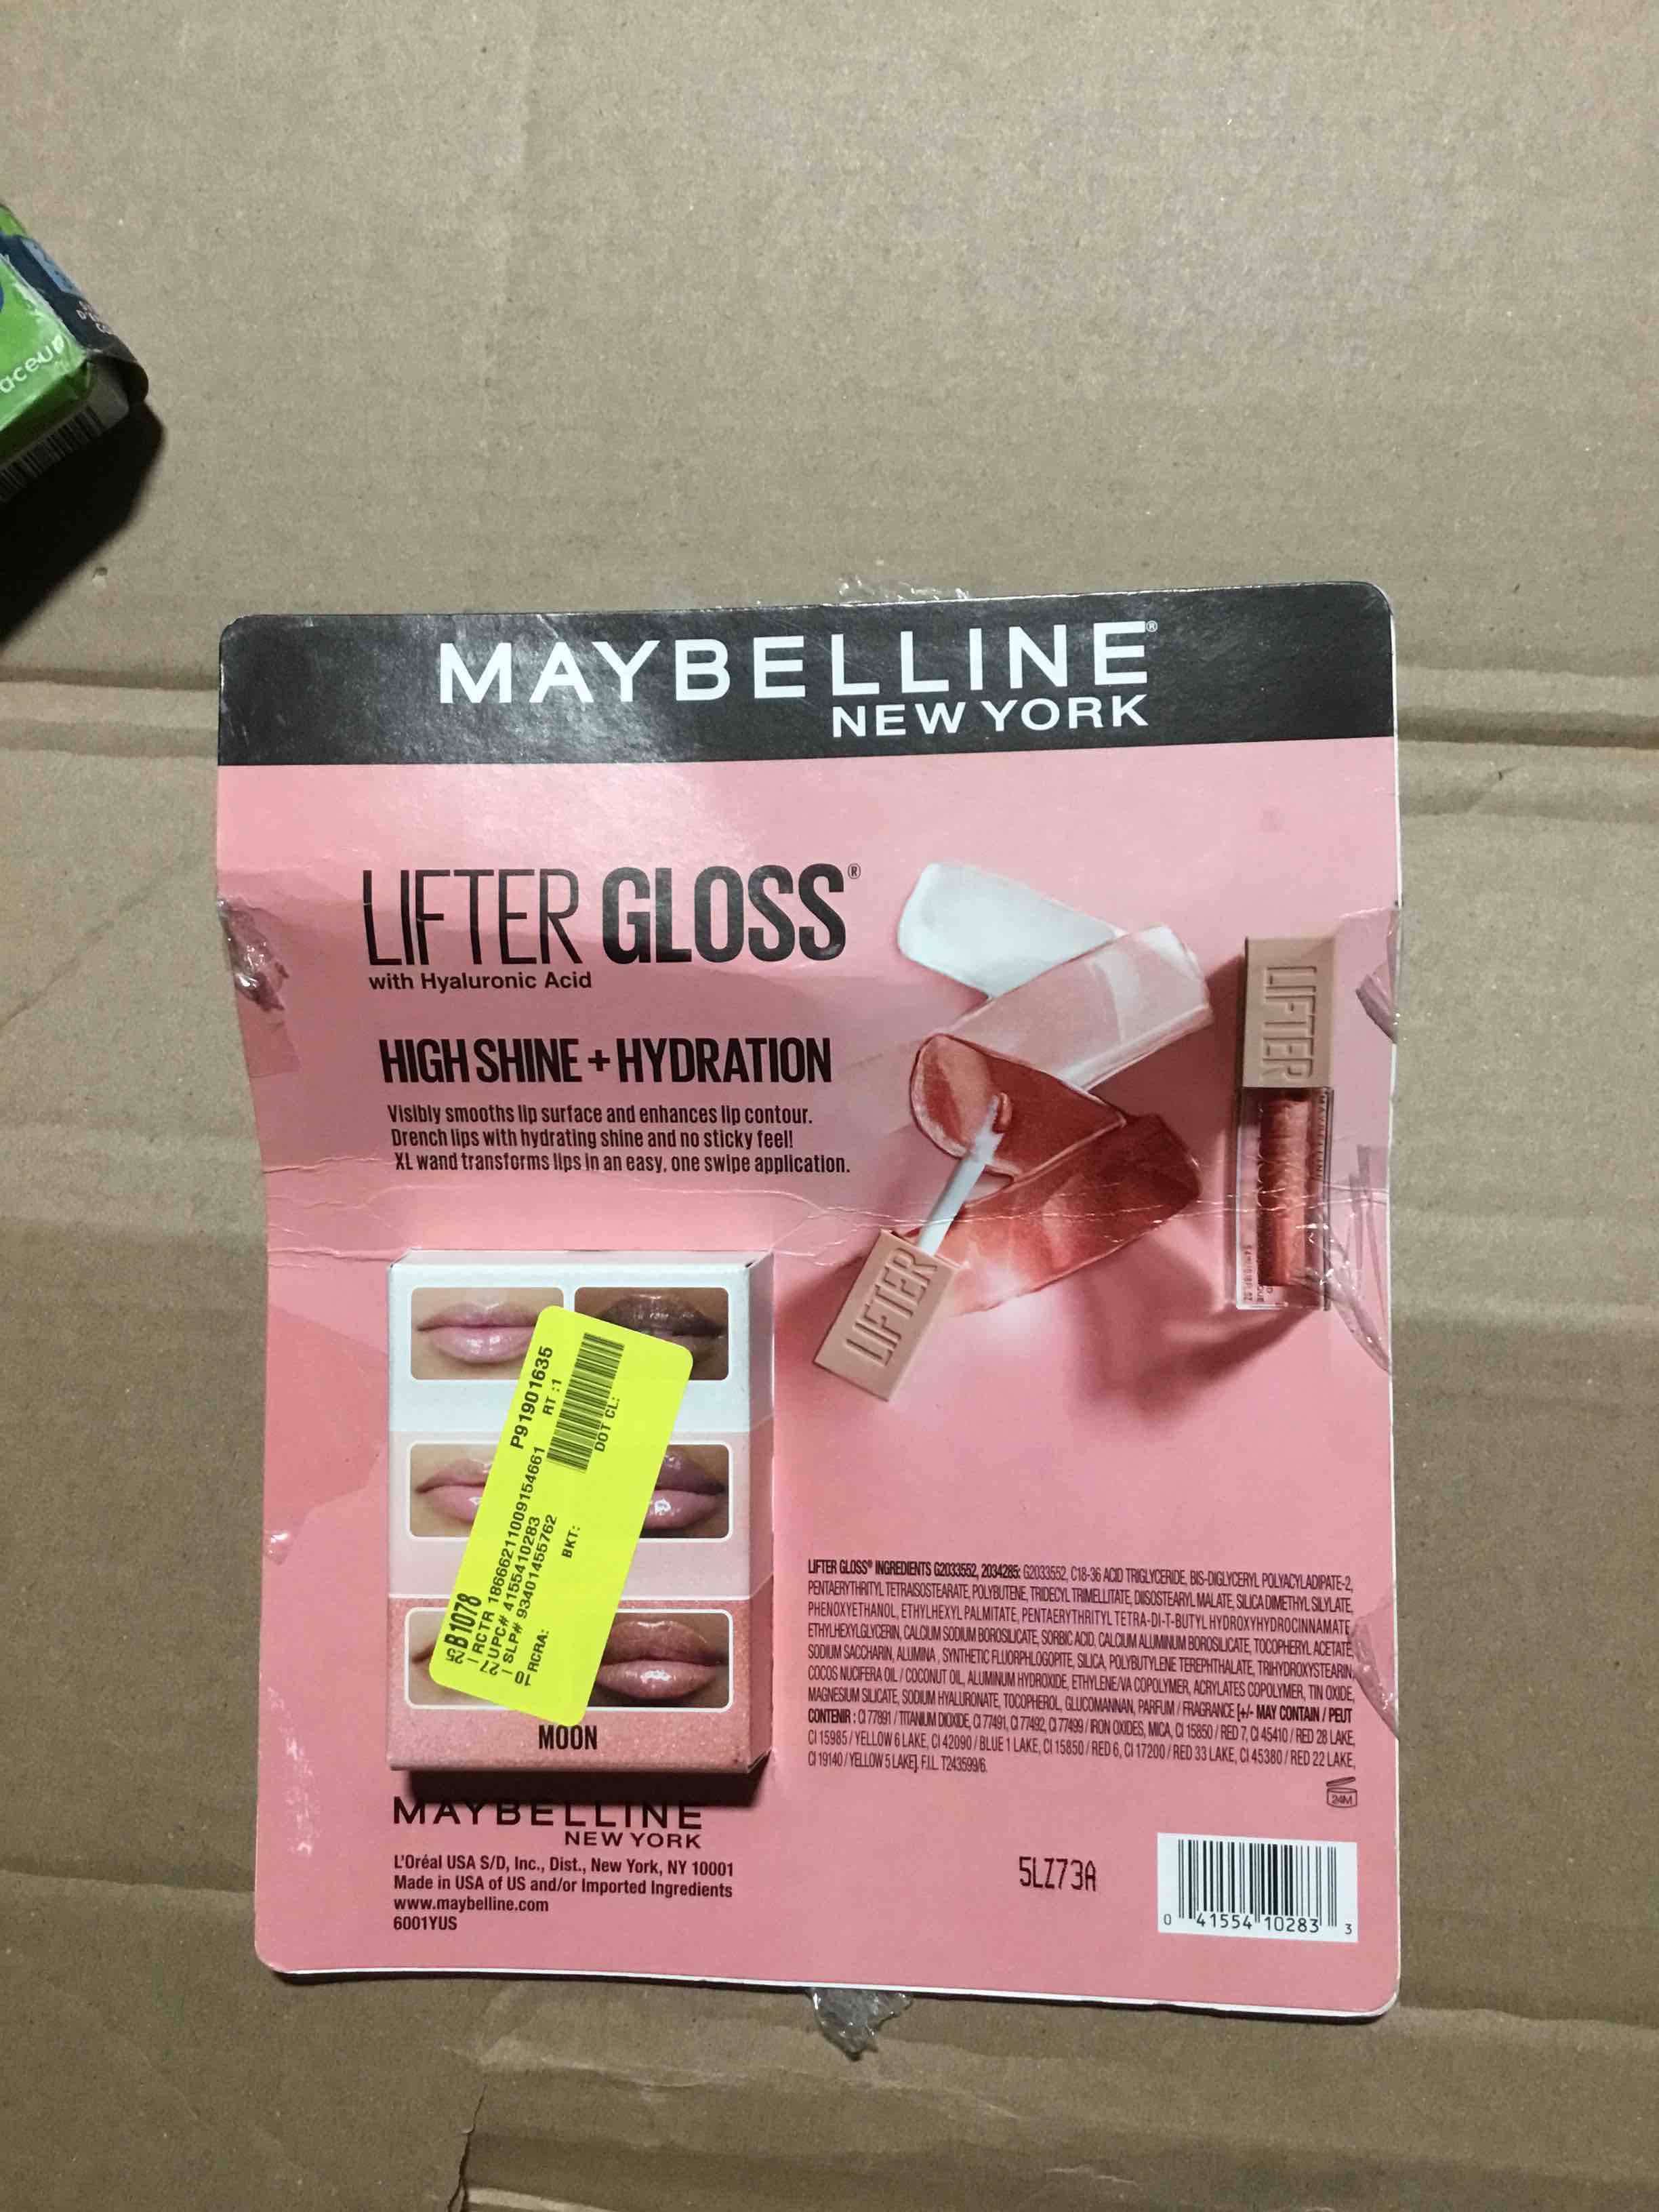 aceup
MAYBELLINE®
NEW YORK
LIFTER GLOSS®
with Hyaluronic Acid
HIGH SHINE + HYDRATION
Visibly smooths lip surface and enhances lip contour.
Drench lips with hydrating shine and no sticky feel!
XL wand transforms lips in an easy, one swipe application.
LIFTER
LIFTER
B1078
P91901635
RCTR 18666211009154661
RT :1
UPC# 4155410283
SLP# 93401455762
RCRA:
BKT:
DOT CL:
MOON
MAYBELLINE
NEW YORK
L'Oréal USA S/D, Inc., Dist., New York, NY 10001
Made in USA of US and/or Imported Ingredients
www.maybelline.com
6001YUS
LIFTER GLOSS® INGREDIENTS G2033552, 2034285: G2033552, C18-36 ACID TRIGLYCERIDE, BIS-DIGLYCERYL POLYACYLADIPATE-2,
PENTAERYTHRITYL TETRAISOSTEARATE, POLYBUTENE, TRIDECYL TRIMELLITATE, DIISOSTEARYL MALATE, SILICA DIMETHYL SILYLATE,
PHENOXYETHANOL, ETHYLHEXYL PALMITATE, PENTAERYTHRITYL TETRA-DI-T-BUTYL HYDROXYHYDROCINNAMATE,
ETHYLHEXYLGLYCERIN, CALCIUM SODIUM BOROSILICATE, SORBIC ACID, CALCIUM ALUMINUM BOROSILICATE, TOCOPHERYL ACETATE,
SODIUM SACCHARIN, ALUMINA, SYNTHETIC FLUORPHLOGOPITE, SILICA, POLYBUTYLENE TEREPHTHALATE, TRIHYDROXYSTEARIN,
COCOS NUCIFERA OIL / COCONUT OIL, ALUMINUM HYDROXIDE, ETHYLENE/VA COPOLYMER, ACRYLATES COPOLYMER, TIN OXIDE,
MAGNESIUM SILICATE, SODIUM HYALURONATE, TOCOPHEROL, GLUCOMANNAN, PARFUM / FRAGRANCE [+/- MAY CONTAIN / PEUT
CONTENIR : CI 77891 / TITANIUM DIOXIDE, CI 77491, CI 77492, CI 77499 / IRON OXIDES, MICA, CI 15850 / RED 7, CI 45410 / RED 28 LAKE,
CI 15985 / YELLOW 6 LAKE, CI 42090 / BLUE 1 LAKE, CI 15850 / RED 6, CI 17200 / RED 33 LAKE, CI 45380 / RED 22 LAKE,
CI 19140 / YELLOW 5 LAKE]. F.I.L. T243599/6.
24M
5LZ73A
0 41554 10283 3